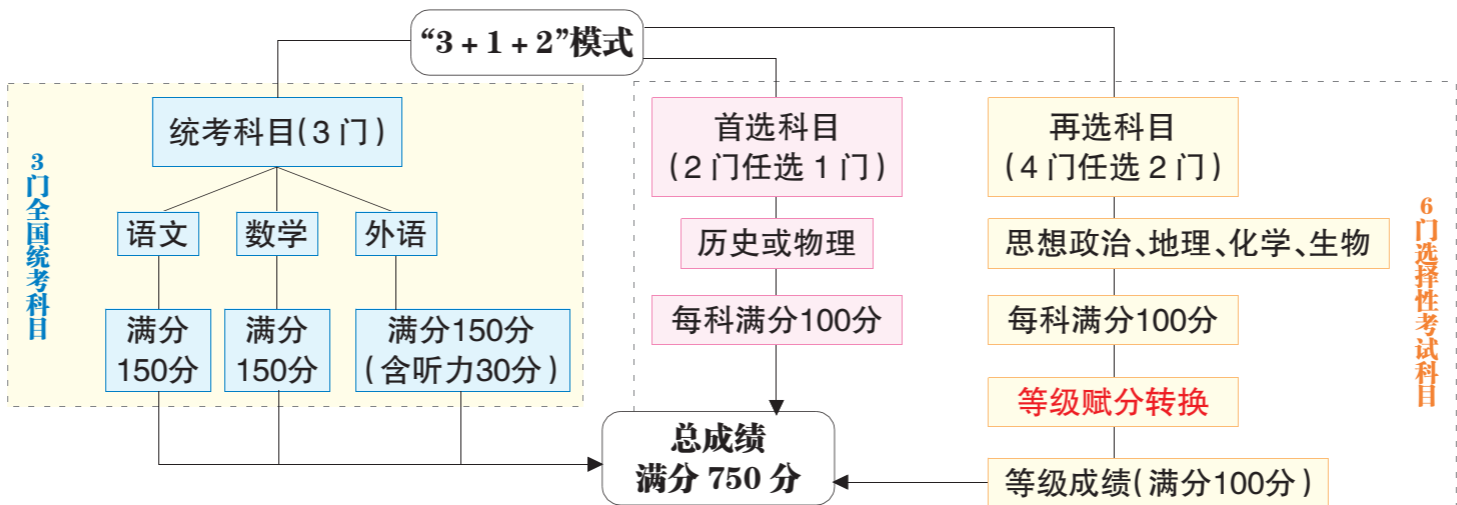 “3+1+2”模式
3门全国统考科目
统考科目(3门)
语文
数学
外语
满分
150分
满分
150分
满分150分
(含听力30分)
首选科目
(2门任选1门)
历史或物理
每科满分100分
再选科目
(4门任选2门)
思想政治、地理、化学、生物
每科满分100分
等级赋分转换
等级成绩(满分100分)
6门选择性考试科目
总成绩
满分750分